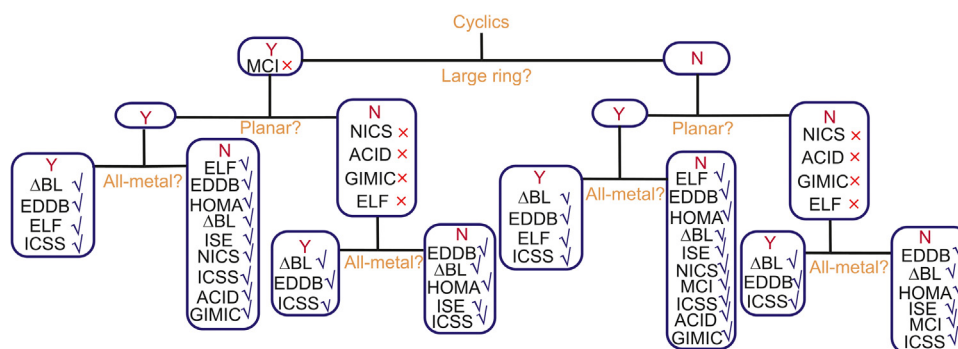 Cyclics
Y
MCI ×
Large ring?
N
Y
Planar?
N
NICS ×
ACID ×
GIMIC ×
ELF ×
Y
Planar?
N
NICS ×
ACID ×
GIMIC ×
ELF ×
Y
ΔBL √
EDDB √
ELF √
ICSS √
All-metal?
N
ELF √
EDDB √
HOMA √
ΔBL √
ISE √
NICS √
ICSS √
ACID √
GIMIC √
Y
ΔBL √
EDDB √
ICSS √
All-metal?
N
EDDB √
ΔBL √
HOMA √
ISE √
ICSS √
Y
ΔBL √
EDDB √
ELF √
ICSS √
All-metal?
N
ELF √
EDDB √
HOMA √
ΔBL √
ISE √
NICS √
MCI √
ICSS √
ACID √
GIMIC √
Y
ΔBL √
EDDB √
ICSS √
All-metal?
N
EDDB √
ΔBL √
HOMA √
ISE √
MCI √
ICSS √